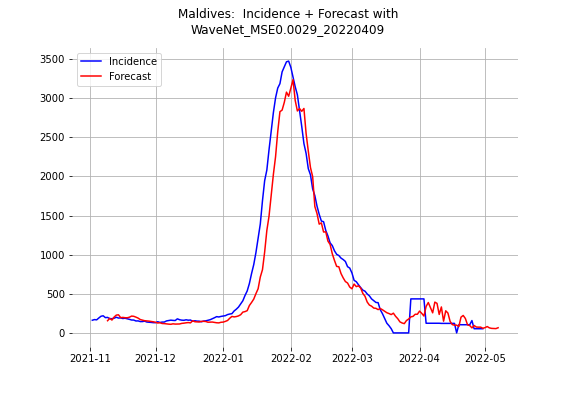 Maldives:  Incidence + Forecast with
WaveNet_MSE0.0029_20220409
Incidence
Forecast
3500
3000
2500
2000
1500
1000
500
0
2021-11 2021-12 2022-01 2022-02 2022-03 2022-04 2022-05